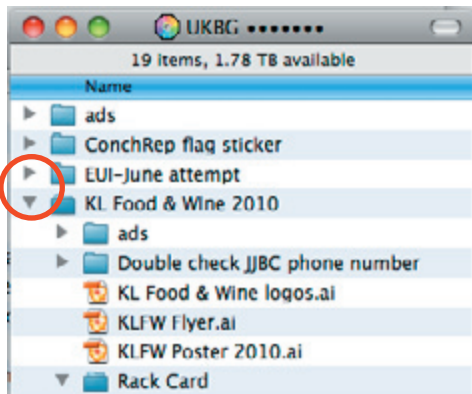 UKBG •••••••
19 items, 1.78 TB available
Name
ads
ConchRep flag sticker
EUI-June attempt
KL Food & Wine 2010
ads
Double check JJBC phone number
KL Food & Wine logos.ai
KLFW Flyer.ai
KLFW Poster 2010.ai
Rack Card